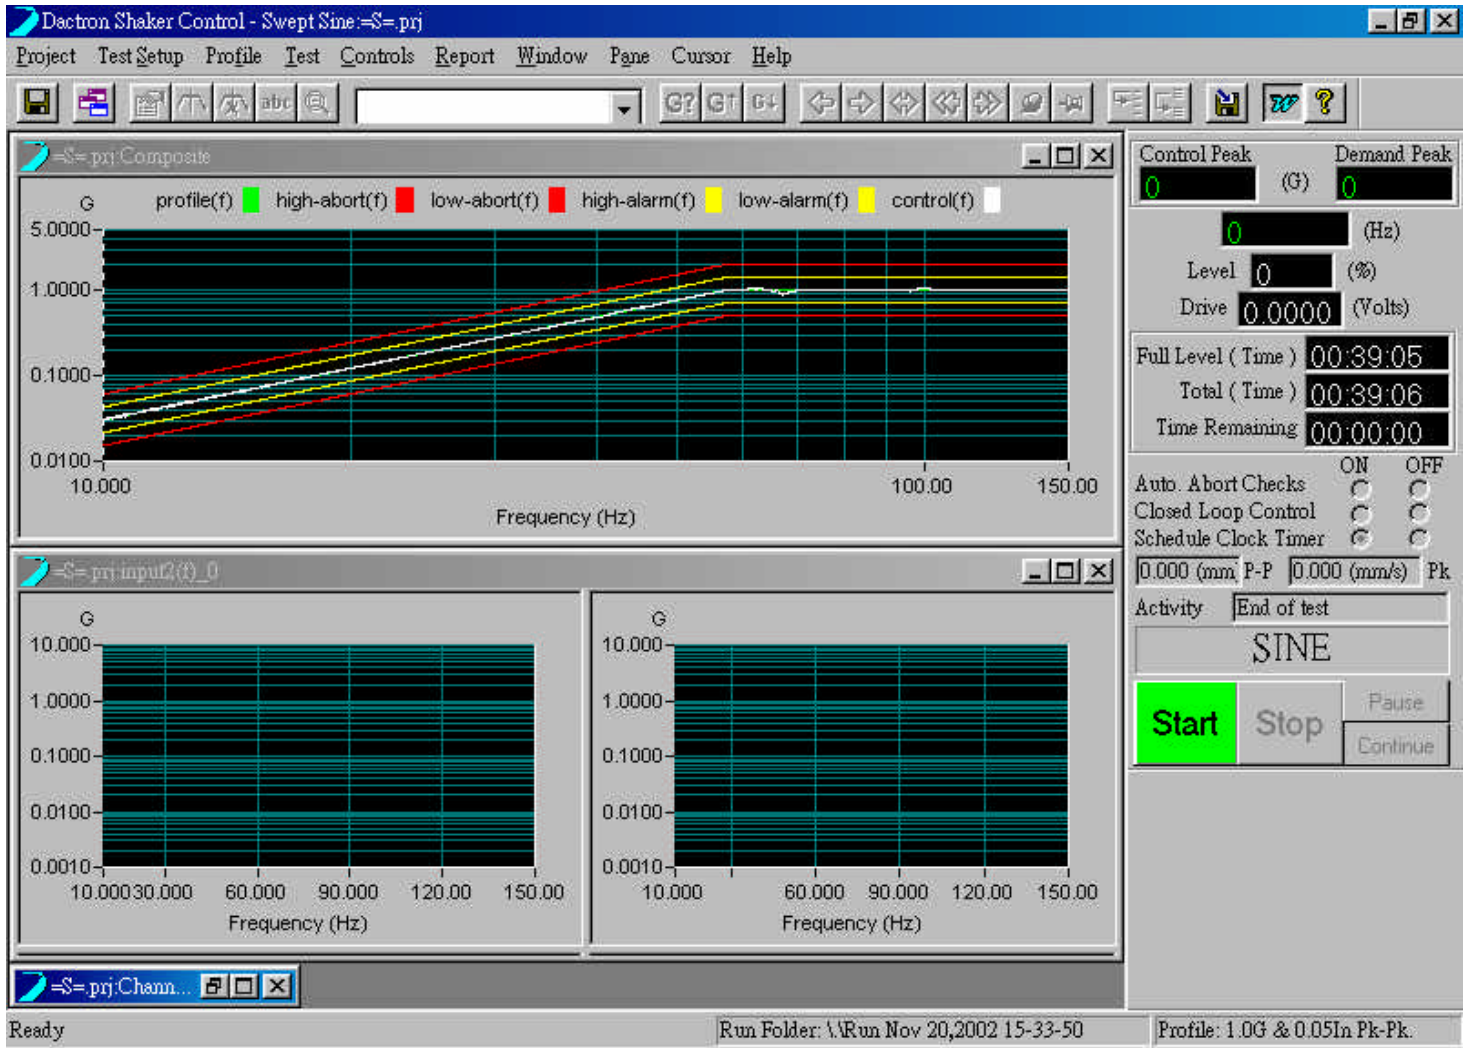 Dactron Shaker Control - Swept Sine:=S=.prj
Project Test Setup Profile Test Controls Report Window Pane Cursor Help
abc G? G↑ G↓
=S=.prj:Composite
G profile(f) high-abort(f) low-abort(f) high-alarm(f) low-alarm(f) control(f)
5.0000
1.0000
0.1000
0.0100
10.000 100.00 150.00
Frequency (Hz)
=S=.prj:input2(f)_0
G
10.000
1.0000
0.1000
0.0100
0.0010
10.000 30.000 60.000 90.000 120.00 150.00
Frequency (Hz)
G
10.000
1.0000
0.1000
0.0100
0.0010
10.000 60.000 90.000 120.00 150.00
Frequency (Hz)
=S=.prj:Chann...
Control Peak Demand Peak
0 (G) 0
0 (Hz)
Level 0 (%)
Drive 0.0000 (Volts)
Full Level ( Time ) 00:39:05
Total ( Time ) 00:39:06
Time Remaining 00:00:00
ON OFF
Auto. Abort Checks
Closed Loop Control
Schedule Clock Timer
0.000 (mm P-P 0.000 (mm/s) Pk
Activity End of test
SINE
Start Stop Pause
Continue
Ready Run Folder: \.\Run Nov 20,2002 15-33-50 Profile: 1.0G & 0.05In Pk-Pk.